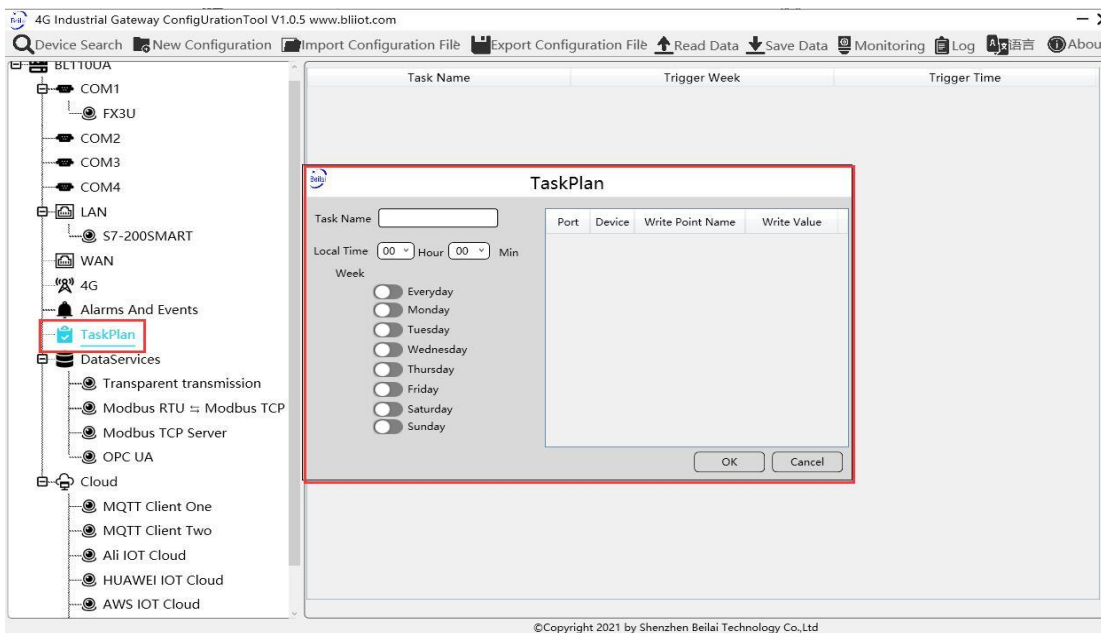 4G Industrial Gateway ConfigUrationTool V1.0.5 www.bliiot.com
Device Search New Configuration Import Configuration File Export Configuration File Read Data Save Data Monitoring Log 语言 Abou
BL110UA
COM1
FX3U
COM2
COM3
COM4
LAN
S7-200SMART
WAN
4G
Alarms And Events
TaskPlan
DataServices
Transparent transmission
Modbus RTU ⇆ Modbus TCP
Modbus TCP Server
OPC UA
Cloud
MQTT Client One
MQTT Client Two
Ali IOT Cloud
HUAWEI IOT Cloud
AWS IOT Cloud
Task Name Trigger Week Trigger Time
Beilai
TaskPlan
Task Name
Local Time 00 Hour 00 Min
Week
Everyday
Monday
Tuesday
Wednesday
Thursday
Friday
Saturday
Sunday
Port Device Write Point Name Write Value
OK Cancel
©Copyright 2021 by Shenzhen Beilai Technology Co.,Ltd